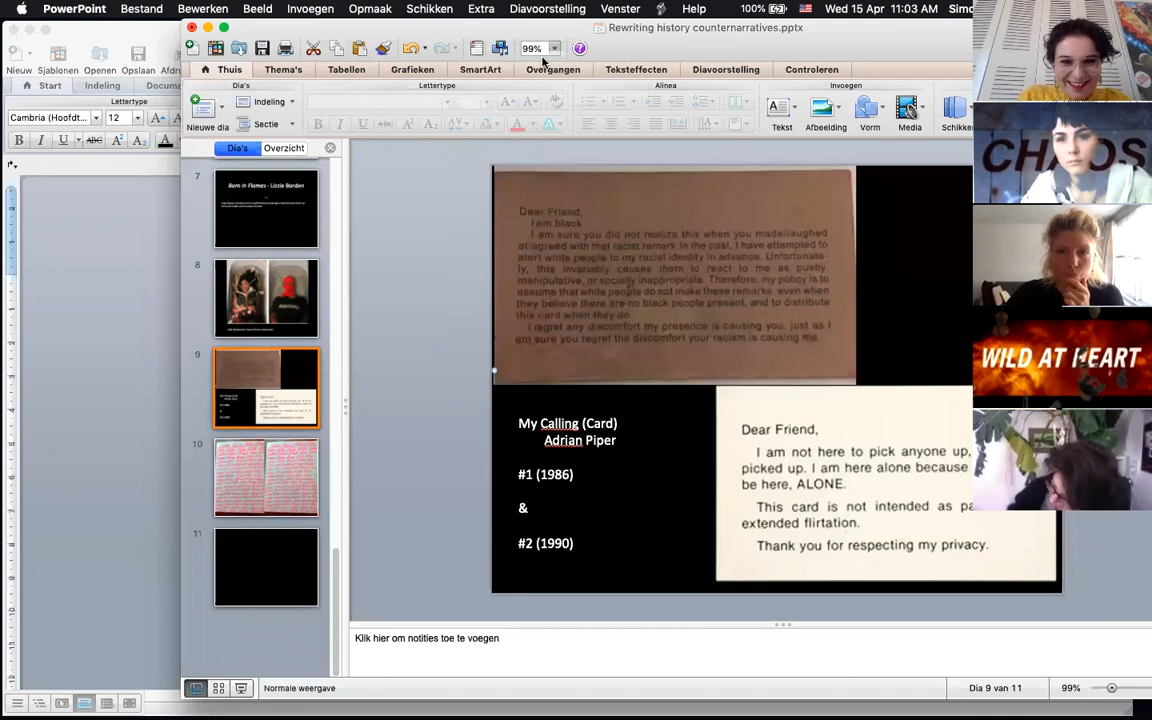 PowerPoint Bestand Bewerken Beeld Invoegen Opmaak Schikken Extra Diavoorstelling Venster Help 100% Wed 15 Apr 11:03 AM Simo
Rewriting history counternarratives.pptx
Nieuw Sjablonen Openen Opslaan
99%
Start Indeling Docume
Thuis Thema's Tabellen Grafieken SmartArt Overgangen Teksteffecten Diavoorstelling Controleren
Lettertype
Dia's Lettertype Alinea Invoegen
Cambria (Hoofdt... 12
Indeling
Sectie
Nieuwe dia
Tekst Afbeelding Vorm Media Schikken
Dia's Overzicht
7
Born in Flames - Lizzie Borden
8
9
10
11
Dear Friend,
I am black.
I am sure you did not realize this when you made/laughed
at/agreed with that racist remark. In the past, I have attempted
to alert white people to my racial identity in advance. Unfortunate-
ly, this invariably causes them to react to me as pushy,
manipulative, or socially inappropriate. Therefore, my policy is to
assume that white people do not make these remarks, even when
they believe there are no black people present, and to distribute
this card when they do.
I regret any discomfort my presence is causing you, just as I
am sure you regret the discomfort your racism is causing me.
My Calling (Card)
Adrian Piper
#1 (1986)
&
#2 (1990)
Dear Friend,
I am not here to pick anyone up,
picked up. I am here alone because
be here, ALONE.
This card is not intended as pa
extended flirtation.
Thank you for respecting my privacy.
CHAOS
WILD AT HEART
Klik hier om notities toe te voegen
Normale weergave
Dia 9 van 11
99%